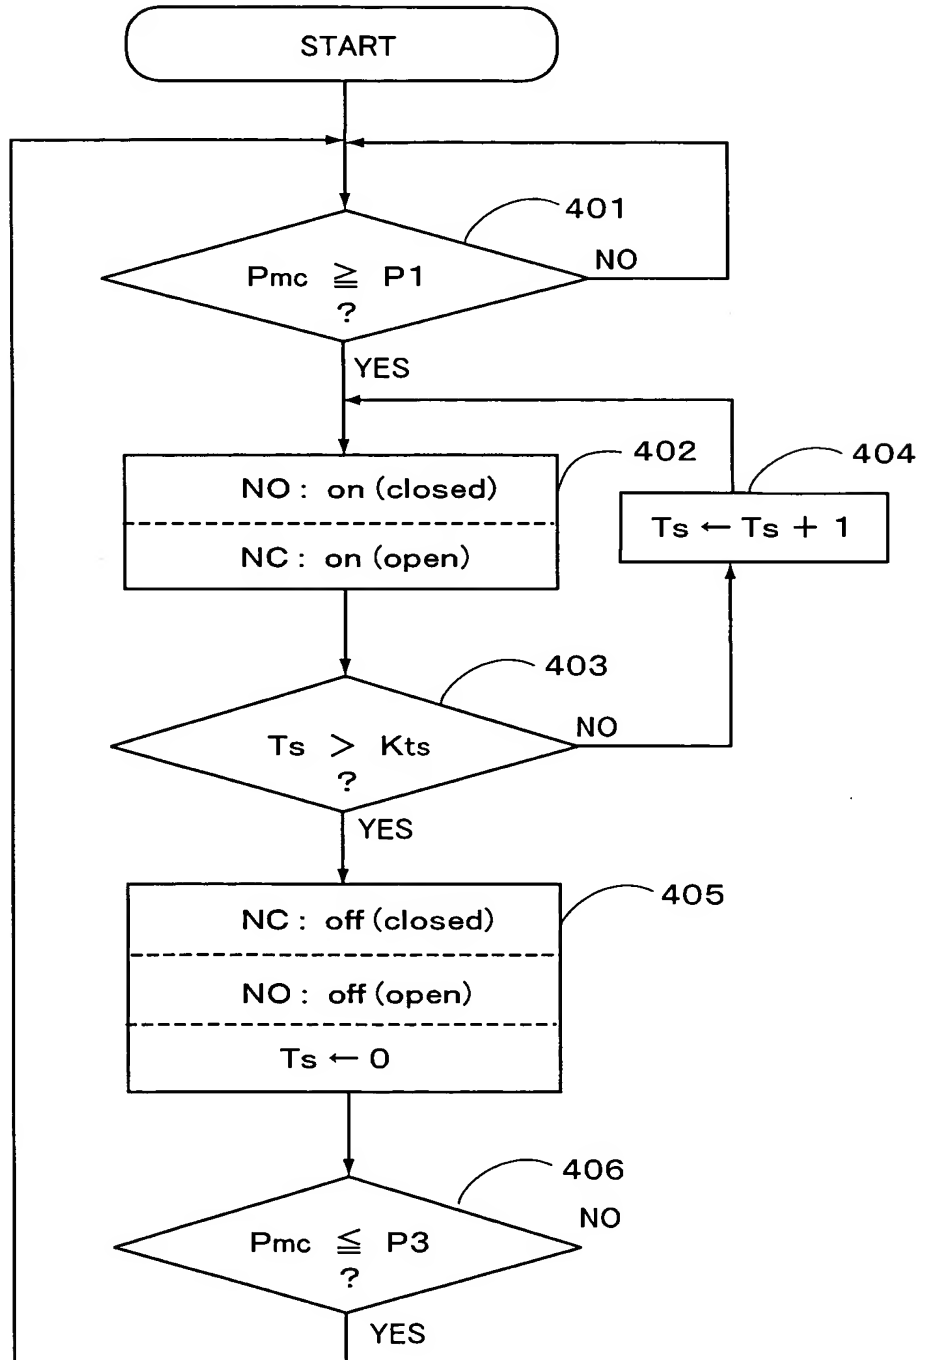 START
401
Pmc ≧ P1
?
NO
YES
402
NO : on (closed)
NC : on (open)
404
Ts ← Ts + 1
403
Ts > Kts
?
NO
YES
405
NC : off (closed)
NO : off (open)
Ts ← 0
406
Pmc ≦ P3
?
NO
YES